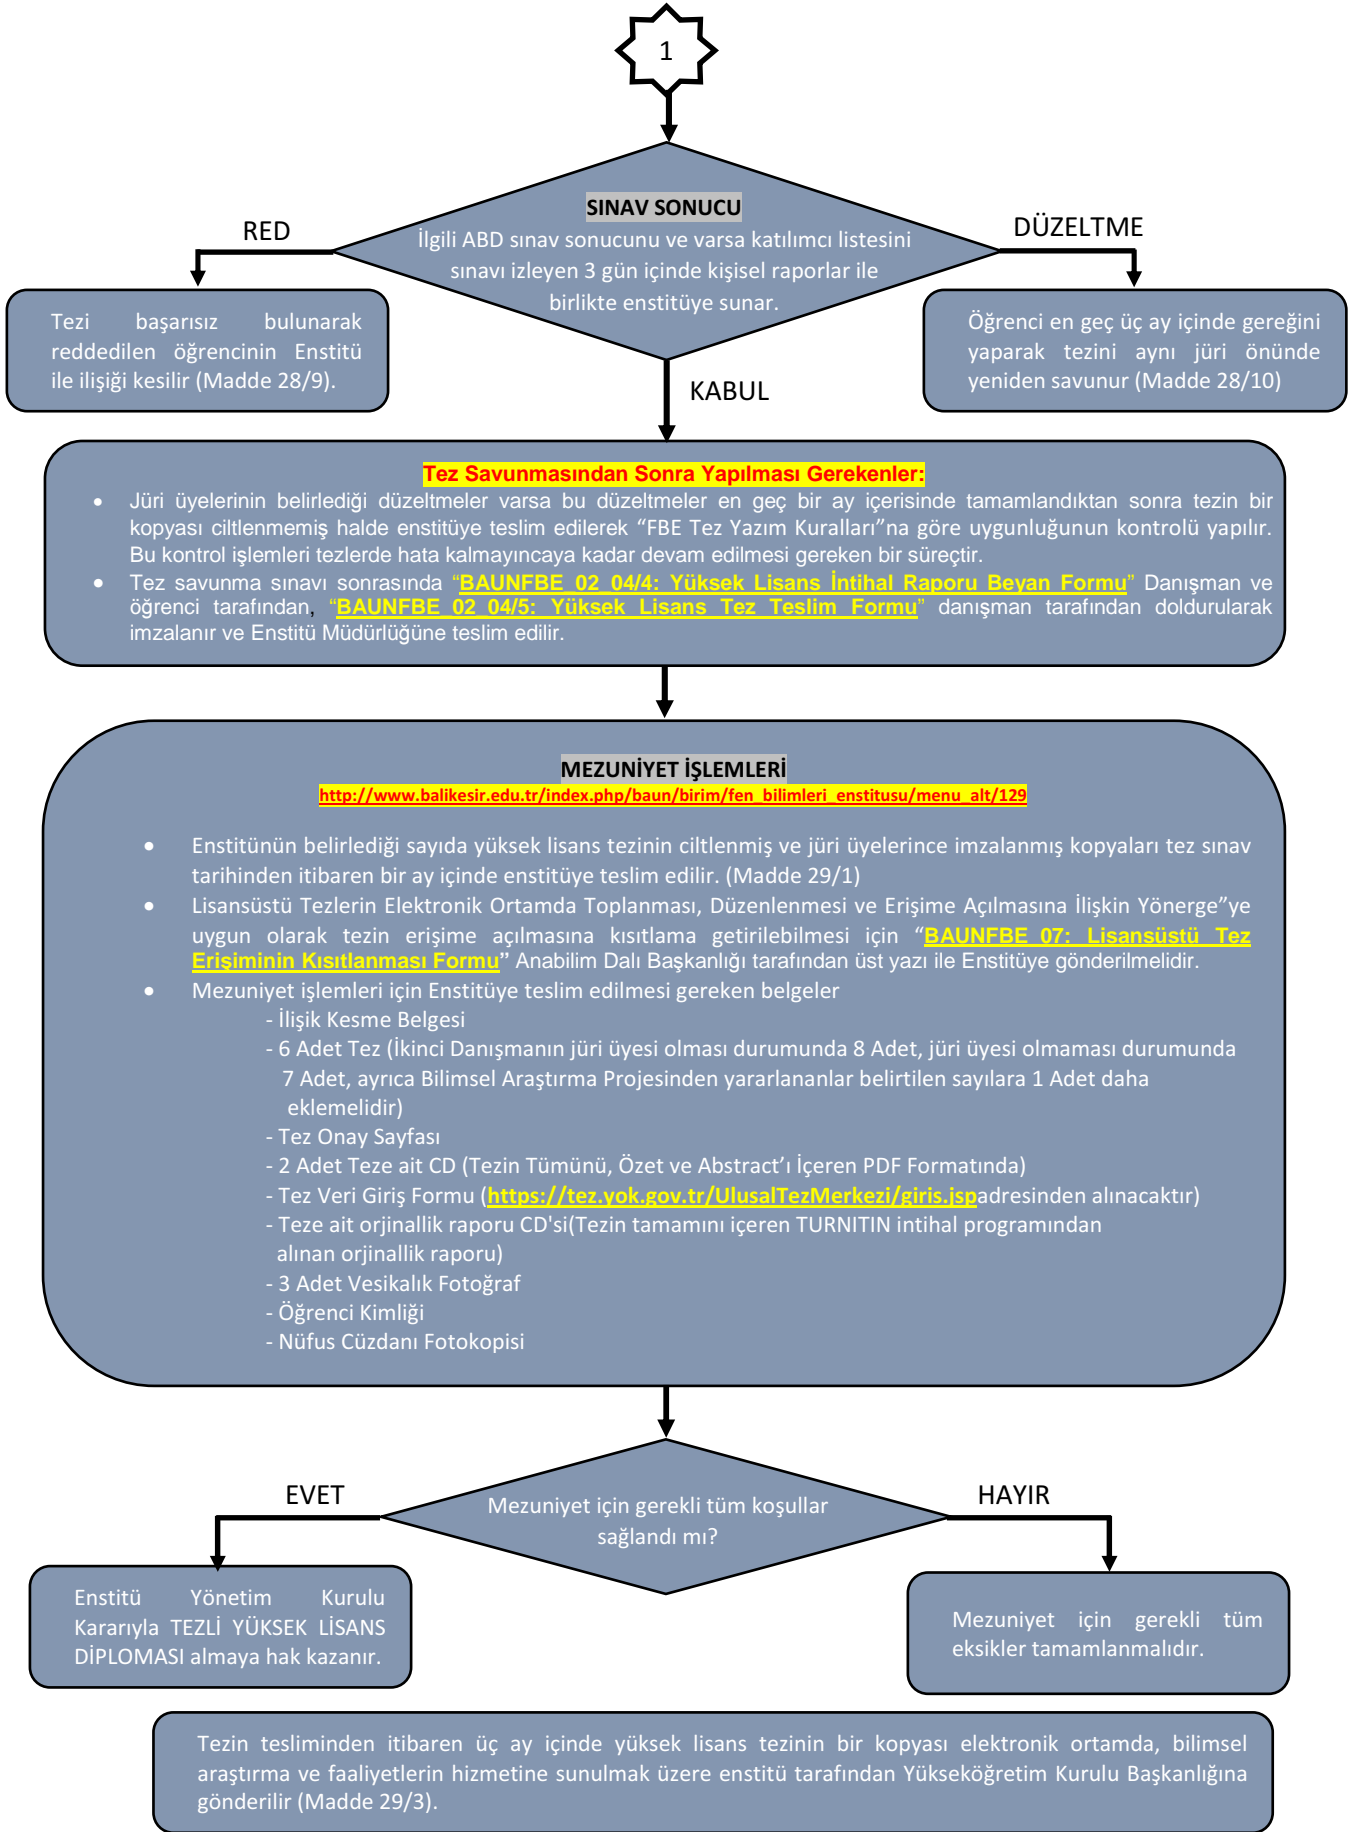 1
SINAV SONUCU
İlgili ABD sınav sonucunu ve varsa katılımcı listesini
sınavı izleyen 3 gün içinde kişisel raporlar ile
birlikte enstitüye sunar.
RED
DÜZELTME
Tezi başarısız bulunarak
reddedilen öğrencinin Enstitü
ile ilişiği kesilir (Madde 28/9).
Öğrenci en geç üç ay içinde gereğini
yaparak tezini aynı jüri önünde
yeniden savunur (Madde 28/10)
KABUL
Tez Savunmasından Sonra Yapılması Gerekenler:
• Jüri üyelerinin belirlediği düzeltmeler varsa bu düzeltmeler en geç bir ay içerisinde tamamlandıktan sonra tezin bir
kopyası ciltlenmemiş halde enstitüye teslim edilerek “FBE Tez Yazım Kuralları”na göre uygunluğunun kontrolü yapılır.
Bu kontrol işlemleri tezlerde hata kalmayıncaya kadar devam edilmesi gereken bir süreçtir.
• Tez savunma sınavı sonrasında “BAUNFBE_02_04/4: Yüksek Lisans İntihal Raporu Beyan Formu” Danışman ve
öğrenci tarafından, “BAUNFBE_02_04/5: Yüksek Lisans Tez Teslim Formu” danışman tarafından doldurularak
imzalanır ve Enstitü Müdürlüğüne teslim edilir.
MEZUNİYET İŞLEMLERİ
http://www.balikesir.edu.tr/index.php/baun/birim/fen_bilimleri_enstitusu/menu_alt/129
• Enstitünün belirlediği sayıda yüksek lisans tezinin ciltlenmiş ve jüri üyelerince imzalanmış kopyaları tez sınav
tarihinden itibaren bir ay içinde enstitüye teslim edilir. (Madde 29/1)
• Lisansüstü Tezlerin Elektronik Ortamda Toplanması, Düzenlenmesi ve Erişime Açılmasına İlişkin Yönerge”ye
uygun olarak tezin erişime açılmasına kısıtlama getirilebilmesi için “BAUNFBE_07: Lisansüstü Tez
Erişiminin Kısıtlanması Formu” Anabilim Dalı Başkanlığı tarafından üst yazı ile Enstitüye gönderilmelidir.
• Mezuniyet işlemleri için Enstitüye teslim edilmesi gereken belgeler
- İlişik Kesme Belgesi
- 6 Adet Tez (İkinci Danışmanın jüri üyesi olması durumunda 8 Adet, jüri üyesi olmaması durumunda
7 Adet, ayrıca Bilimsel Araştırma Projesinden yararlananlar belirtilen sayılara 1 Adet daha
eklemelidir)
- Tez Onay Sayfası
- 2 Adet Teze ait CD (Tezin Tümünü, Özet ve Abstract’ı İçeren PDF Formatında)
- Tez Veri Giriş Formu (https://tez.yok.gov.tr/UlusalTezMerkezi/giris.jspadresinden alınacaktır)
- Teze ait orjinallik raporu CD'si(Tezin tamamını içeren TURNITIN intihal programından
alınan orjinallik raporu)
- 3 Adet Vesikalık Fotoğraf
- Öğrenci Kimliği
- Nüfus Cüzdanı Fotokopisi
Mezuniyet için gerekli tüm koşullar
sağlandı mı?
EVET
HAYIR
Enstitü Yönetim Kurulu
Kararıyla TEZLİ YÜKSEK LİSANS
DİPLOMASI almaya hak kazanır.
Mezuniyet için gerekli tüm
eksikler tamamlanmalıdır.
Tezin tesliminden itibaren üç ay içinde yüksek lisans tezinin bir kopyası elektronik ortamda, bilimsel
araştırma ve faaliyetlerin hizmetine sunulmak üzere enstitü tarafından Yükseköğretim Kurulu Başkanlığına
gönderilir (Madde 29/3).